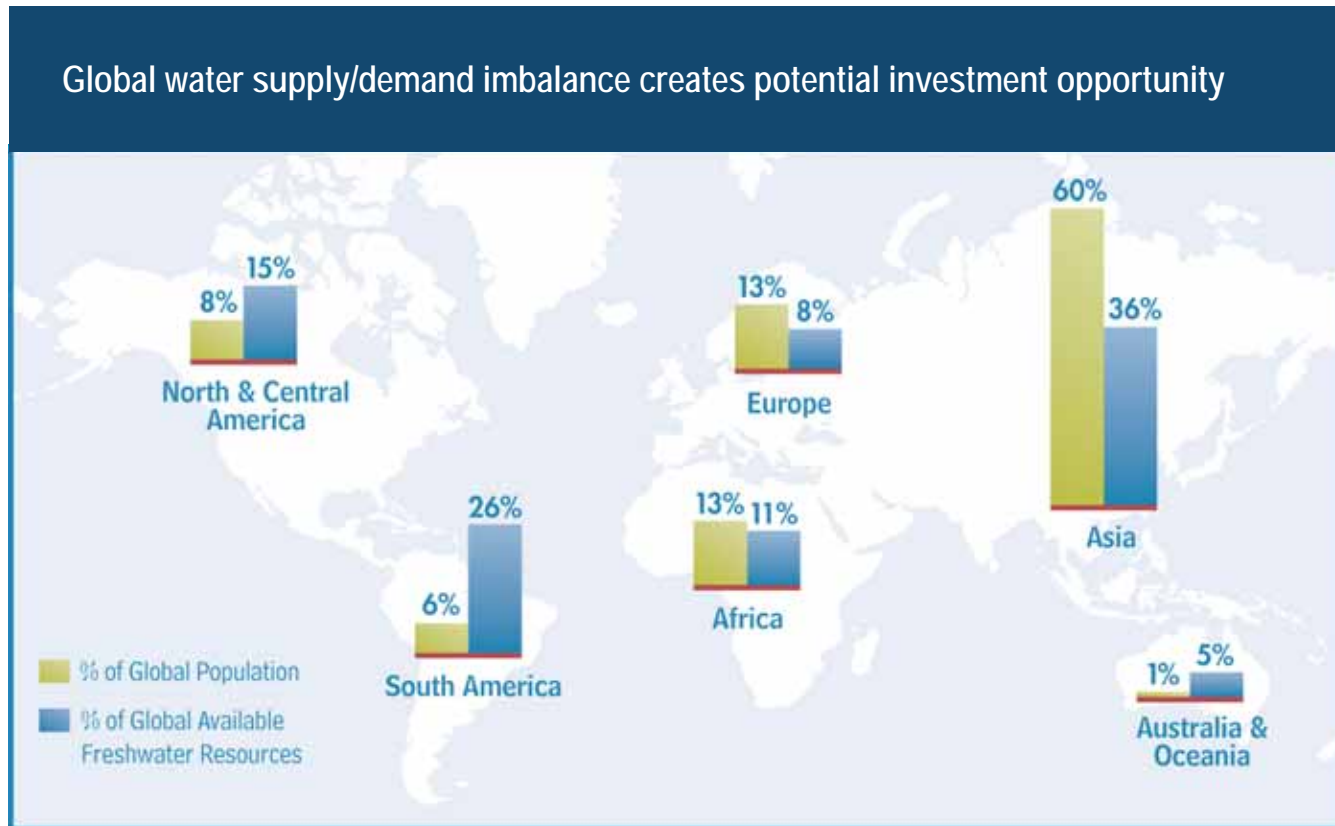 Global water supply/demand imbalance creates potential investment opportunity
8%
15%
North & Central
America
13%
8%
Europe
60%
36%
Asia
6%
26%
South America
13%
11%
Africa
1%
5%
Australia &
Oceania
% of Global Population
% of Global Available
Freshwater Resources